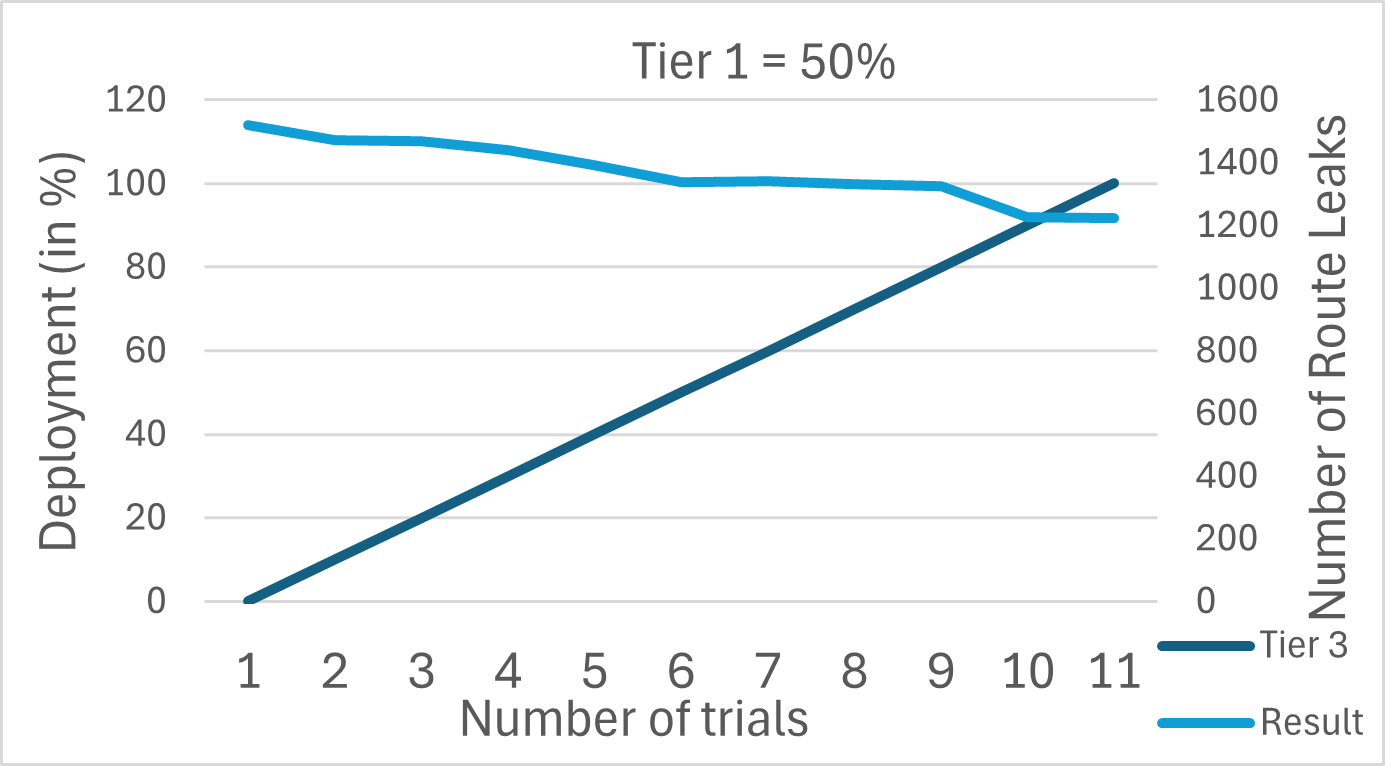 Tier 1 = 50%
Deployment (in %)
120
100
80
60
40
20
0
1600
1400
1200
1000
800
600
400
200
0
Number of Route Leaks
1 2 3 4 5 6 7 8 9 10 11
Number of trials
Tier 3
Result